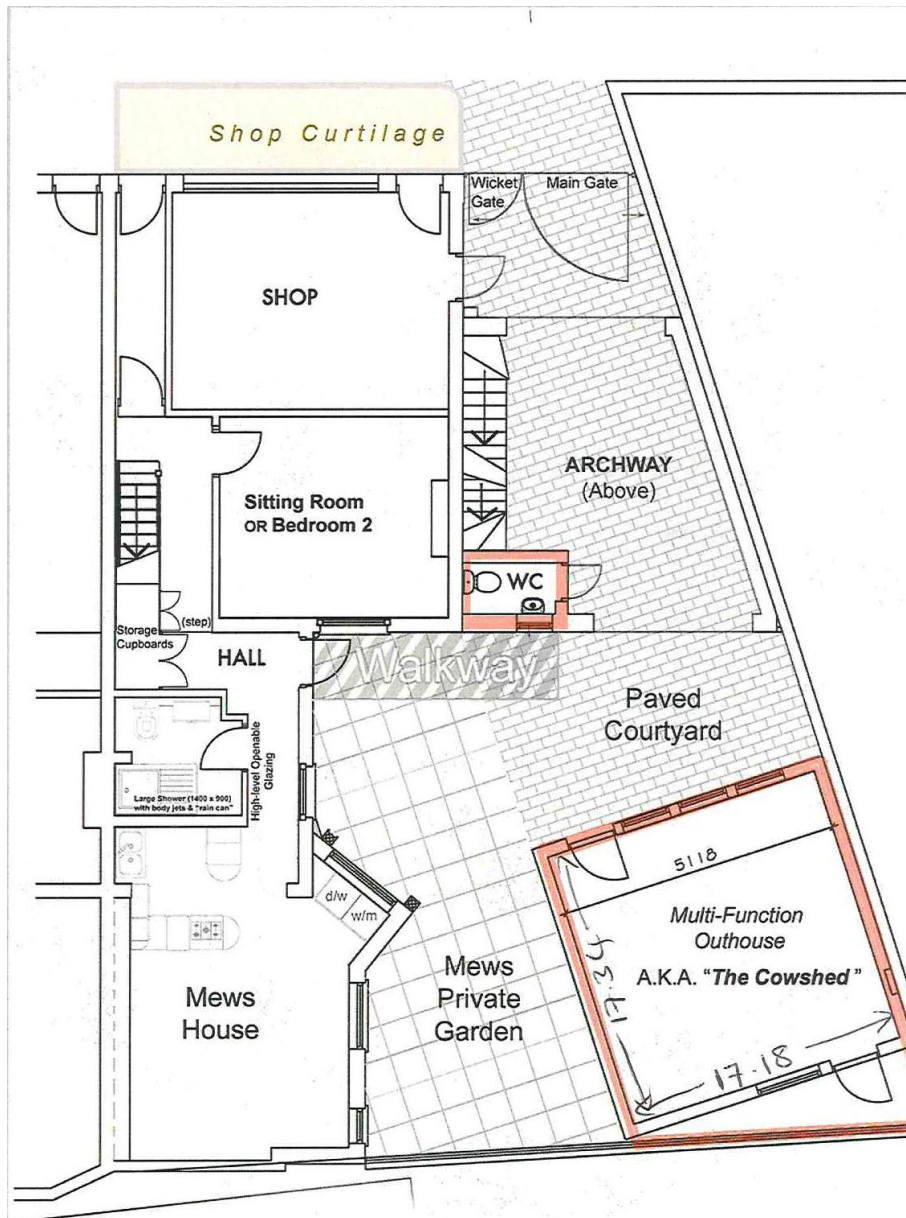 Shop Curtilage
Wicket
Gate
Main Gate
SHOP
ARCHWAY
(Above)
Sitting Room
OR Bedroom 2
WC
Storage
Cupboards
(step)
HALL
Walkway
Paved
Courtyard
High-level Openable
Glazing
Large Shower (1400 x 900)
with body jets & "rain can"
d/w
w/m
5118
Multi-Function
Outhouse
A.K.A. "The Cowshed"
17.34
Mews
Private
Garden
Mews
House
17.18